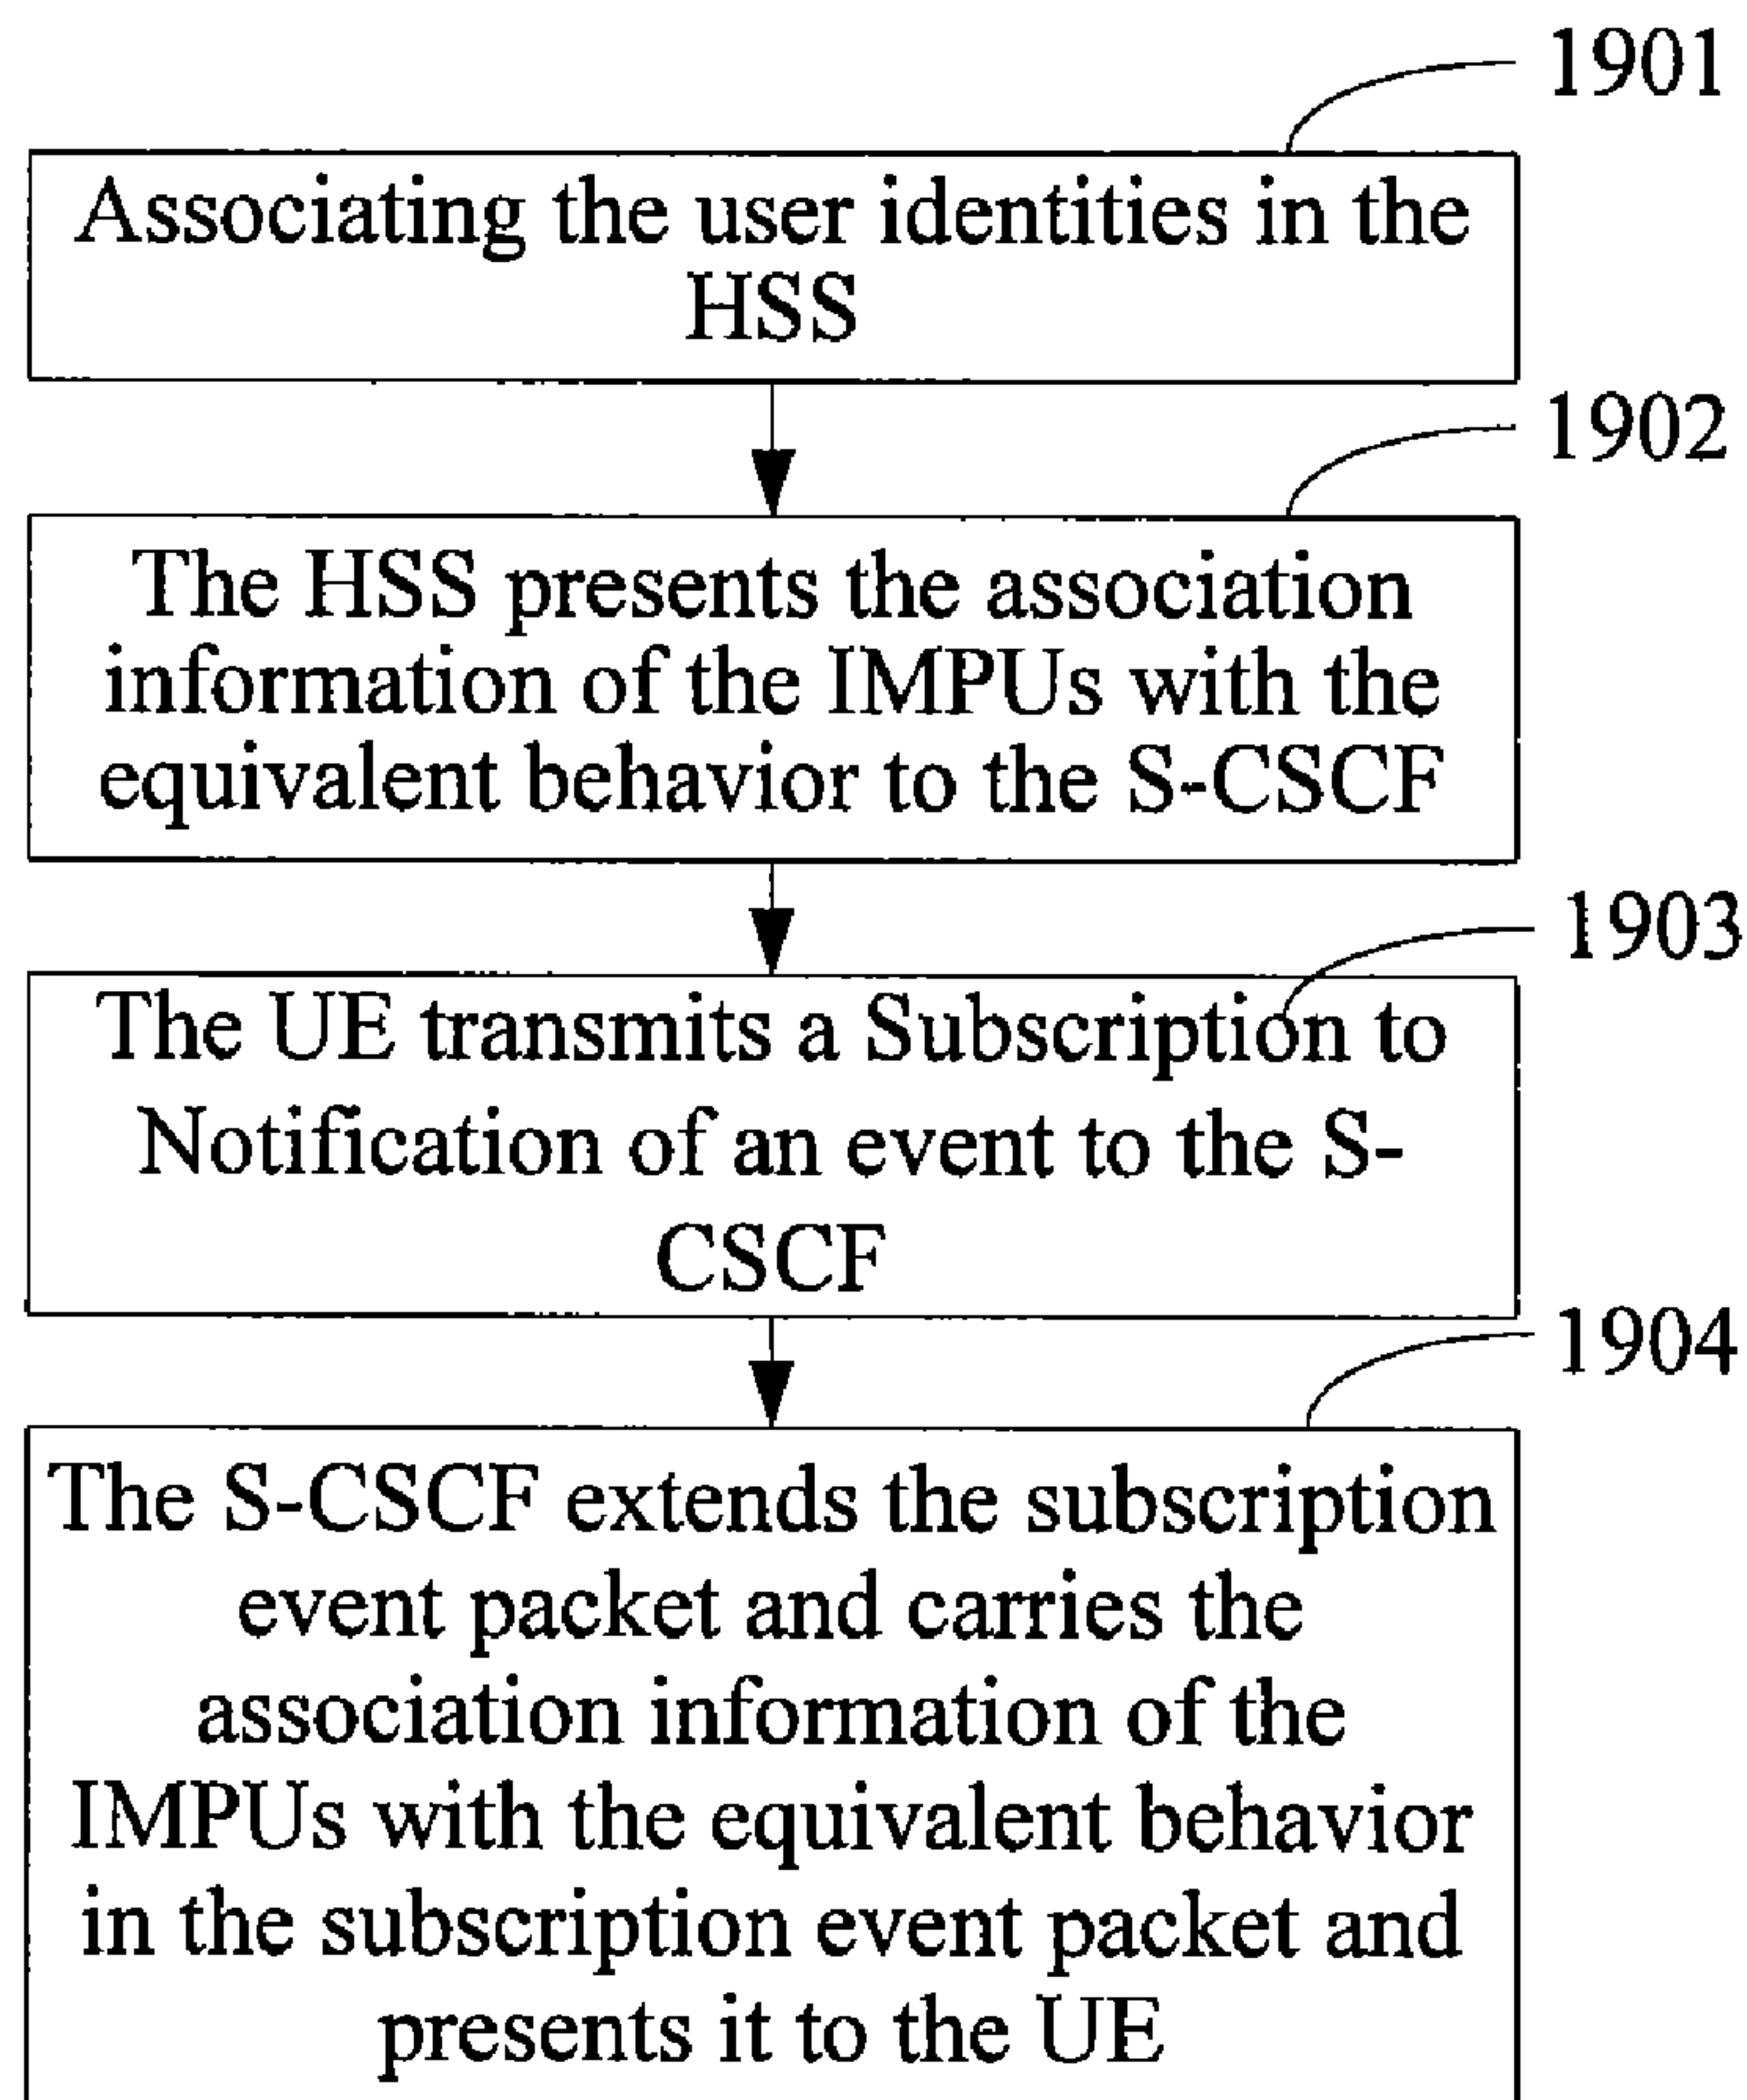 1901
Associating the user identities in the
HSS
1902
The HSS presents the association
information of the IMPUs with the
equivalent behavior to the S-CSCF
1903
The UE transmits a Subscription to
Notification of an event to the S-
CSCF
1904
The S-CSCF extends the subscription
event packet and carries the
association information of the
IMPUs with the equivalent behavior
in the subscription event packet and
presents it to the UE